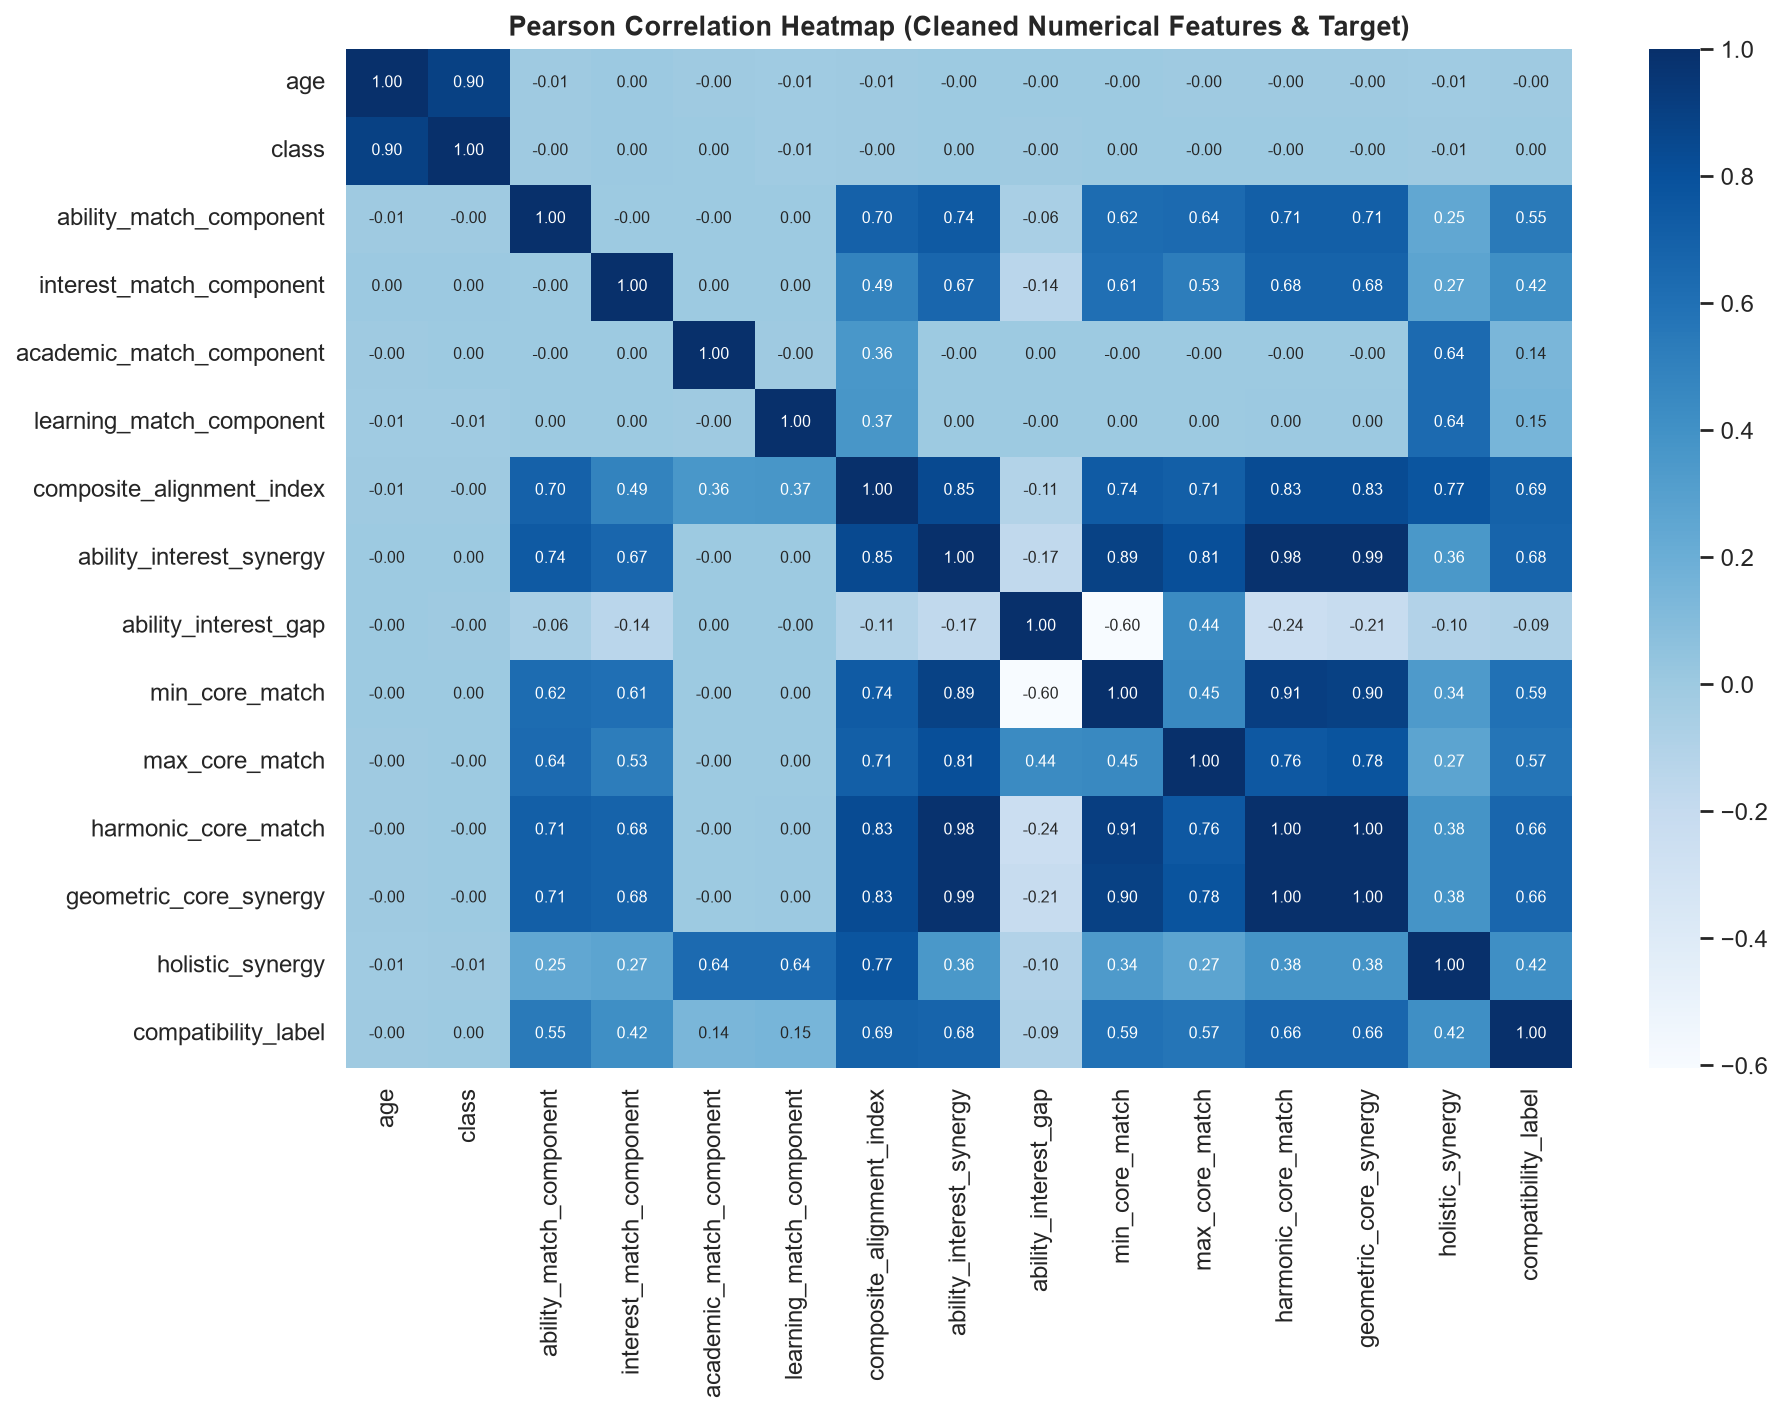 Pearson Correlation Heatmap (Cleaned Numerical Features & Target)
age 1.00 0.90 -0.01 0.00 -0.00 -0.01 -0.01 -0.00 -0.00 -0.00 -0.00 -0.00 -0.00 -0.01 -0.00
class 0.90 1.00 -0.00 0.00 0.00 -0.01 -0.00 0.00 -0.00 0.00 -0.00 -0.00 -0.00 -0.01 0.00
ability_match_component -0.01 -0.00 1.00 -0.00 -0.00 0.00 0.70 0.74 -0.06 0.62 0.64 0.71 0.71 0.25 0.55
interest_match_component 0.00 0.00 -0.00 1.00 0.00 0.00 0.49 0.67 -0.14 0.61 0.53 0.68 0.68 0.27 0.42
academic_match_component -0.00 0.00 -0.00 0.00 1.00 -0.00 0.36 -0.00 0.00 -0.00 -0.00 -0.00 -0.00 0.64 0.14
learning_match_component -0.01 -0.01 0.00 0.00 -0.00 1.00 0.37 0.00 -0.00 0.00 0.00 0.00 0.00 0.64 0.15
composite_alignment_index -0.01 -0.00 0.70 0.49 0.36 0.37 1.00 0.85 -0.11 0.74 0.71 0.83 0.83 0.77 0.69
ability_interest_synergy -0.00 0.00 0.74 0.67 -0.00 0.00 0.85 1.00 -0.17 0.89 0.81 0.98 0.99 0.36 0.68
ability_interest_gap -0.00 -0.00 -0.06 -0.14 0.00 -0.00 -0.11 -0.17 1.00 -0.60 0.44 -0.24 -0.21 -0.10 -0.09
min_core_match -0.00 0.00 0.62 0.61 -0.00 0.00 0.74 0.89 -0.60 1.00 0.45 0.91 0.90 0.34 0.59
max_core_match -0.00 -0.00 0.64 0.53 -0.00 0.00 0.71 0.81 0.44 0.45 1.00 0.76 0.78 0.27 0.57
harmonic_core_match -0.00 -0.00 0.71 0.68 -0.00 0.00 0.83 0.98 -0.24 0.91 0.76 1.00 1.00 0.38 0.66
geometric_core_synergy -0.00 -0.00 0.71 0.68 -0.00 0.00 0.83 0.99 -0.21 0.90 0.78 1.00 1.00 0.38 0.66
holistic_synergy -0.01 -0.01 0.25 0.27 0.64 0.64 0.77 0.36 -0.10 0.34 0.27 0.38 0.38 1.00 0.42
compatibility_label -0.00 0.00 0.55 0.42 0.14 0.15 0.69 0.68 -0.09 0.59 0.57 0.66 0.66 0.42 1.00
age
class
ability_match_component
interest_match_component
academic_match_component
learning_match_component
composite_alignment_index
ability_interest_synergy
ability_interest_gap
min_core_match
max_core_match
harmonic_core_match
geometric_core_synergy
holistic_synergy
compatibility_label
1.0
0.8
0.6
0.4
0.2
0.0
−0.2
−0.4
−0.6